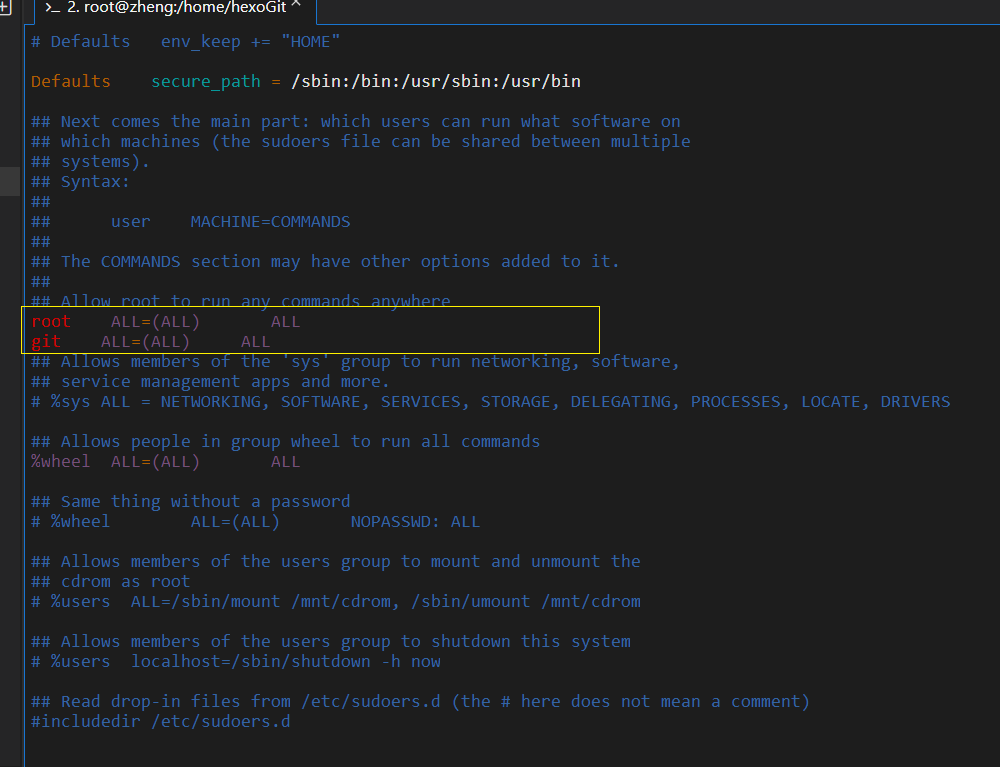 2. root@zheng:/home/hexoGit ×
# Defaults   env_keep += "HOME"
Defaults    secure_path = /sbin:/bin:/usr/sbin:/usr/bin
## Next comes the main part: which users can run what software on
## which machines (the sudoers file can be shared between multiple
## systems).
## Syntax:
##
##      user    MACHINE=COMMANDS
##
## The COMMANDS section may have other options added to it.
##
## Allow root to run any commands anywhere
root    ALL=(ALL)       ALL
git    ALL=(ALL)     ALL
## Allows members of the 'sys' group to run networking, software,
## service management apps and more.
# %sys ALL = NETWORKING, SOFTWARE, SERVICES, STORAGE, DELEGATING, PROCESSES, LOCATE, DRIVERS
## Allows people in group wheel to run all commands
%wheel  ALL=(ALL)       ALL
## Same thing without a password
# %wheel        ALL=(ALL)       NOPASSWD: ALL
## Allows members of the users group to mount and unmount the
## cdrom as root
# %users  ALL=/sbin/mount /mnt/cdrom, /sbin/umount /mnt/cdrom
## Allows members of the users group to shutdown this system
# %users  localhost=/sbin/shutdown -h now
## Read drop-in files from /etc/sudoers.d (the # here does not mean a comment)
#includedir /etc/sudoers.d